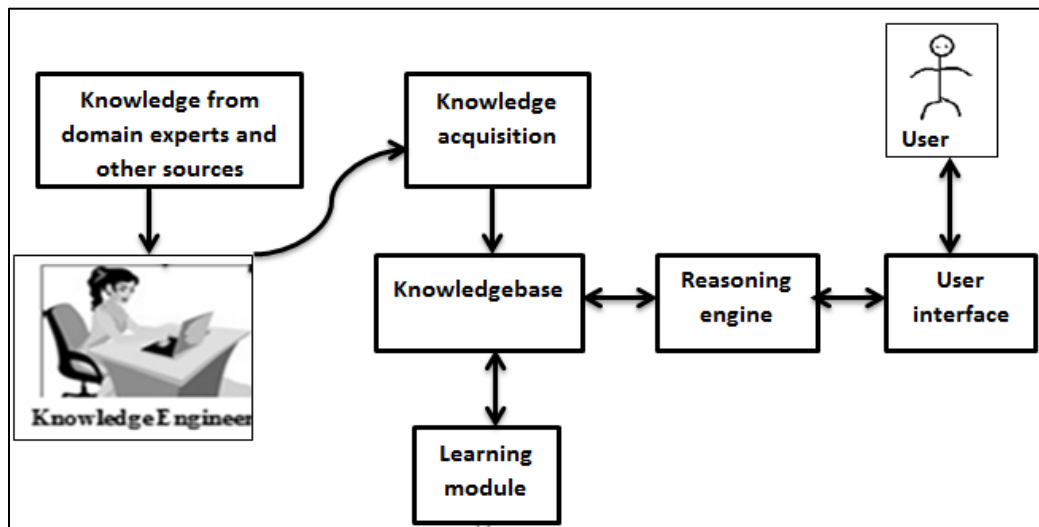 Knowledge from
domain experts and
other sources
Knowledge
acquisition
User
Knowledge Engineer
Knowledgebase
Reasoning
engine
User
interface
Learning
module